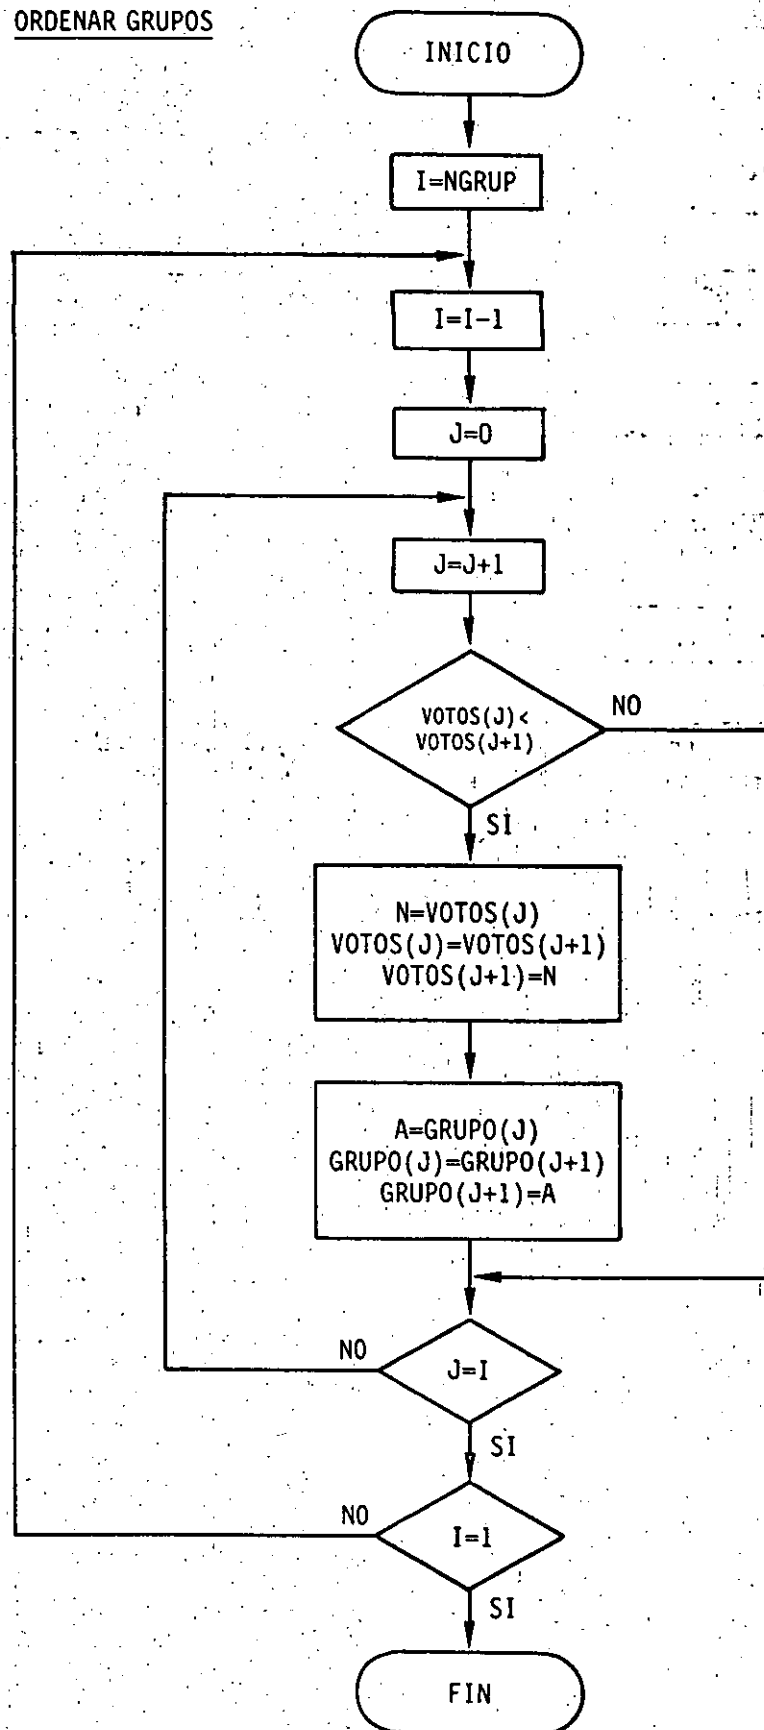 ORDENAR GRUPOS
INICIO
I=NGRUP
I=I-1
J=0
J=J+1
VOTOS(J)<
VOTOS(J+1)
NO
SI
N=VOTOS(J)
VOTOS(J)=VOTOS(J+1)
VOTOS(J+1)=N
A=GRUPO(J)
GRUPO(J)=GRUPO(J+1)
GRUPO(J+1)=A
NO
J=I
SI
NO
I=1
SI
FIN